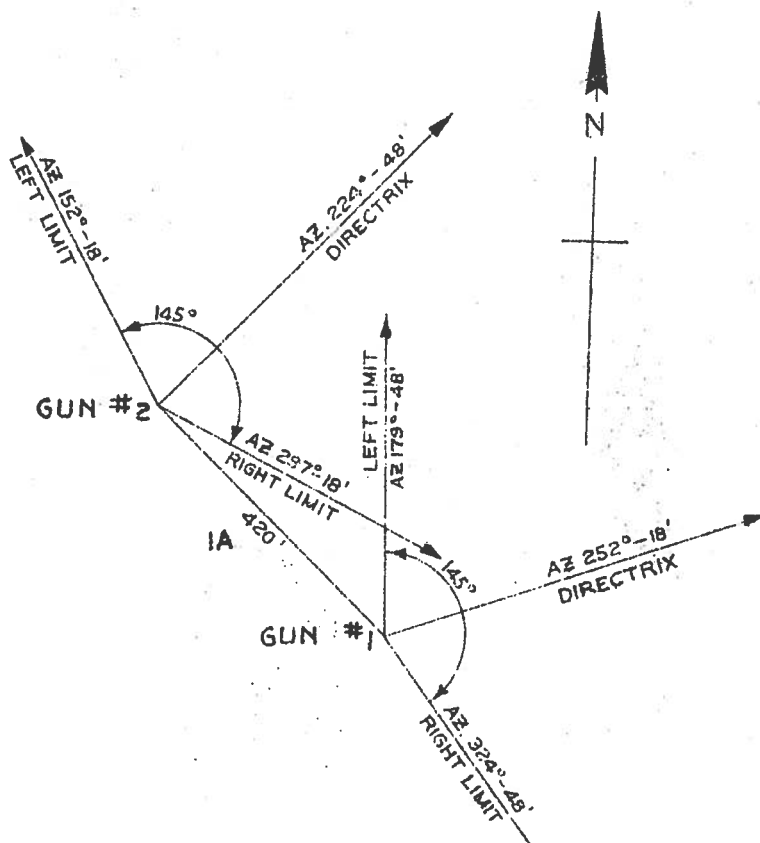 N
AZ 152°-18'
LEFT LIMIT
AZ. 224°-48'
DIRECTRIX
145°
GUN #2
AZ 297°-18'
RIGHT LIMIT
LEFT LIMIT
AZ 179°-48'
420'
1A
145°
AZ 252°-18'
DIRECTRIX
GUN #1
AZ. 324°-48'
RIGHT LIMIT